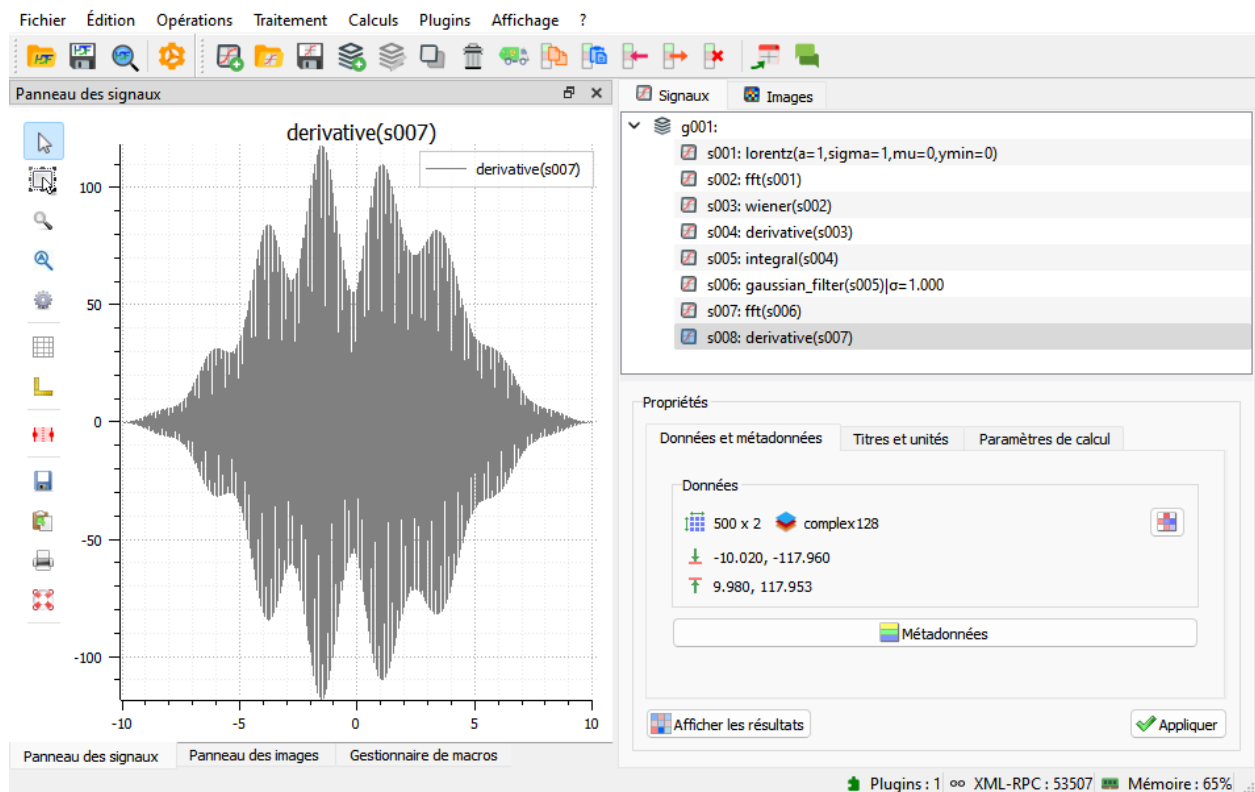 Fichier Édition Opérations Traitement Calculs Plugins Affichage ?
Panneau des signaux
derivative(s007)
derivative(s007)
100
50
0
-50
-100
-10 -5 0 5 10
Panneau des signaux Panneau des images Gestionnaire de macros
Signaux Images
g001:
s001: lorentz(a=1,sigma=1,mu=0,ymin=0)
s002: fft(s001)
s003: wiener(s002)
s004: derivative(s003)
s005: integral(s004)
s006: gaussian_filter(s005)|σ=1.000
s007: fft(s006)
s008: derivative(s007)
Propriétés
Données et métadonnées Titres et unités Paramètres de calcul
Données
500 x 2 complex128
-10.020, -117.960
9.980, 117.953
Métadonnées
Afficher les résultats Appliquer
Plugins : 1 XML-RPC : 53507 Mémoire : 65%